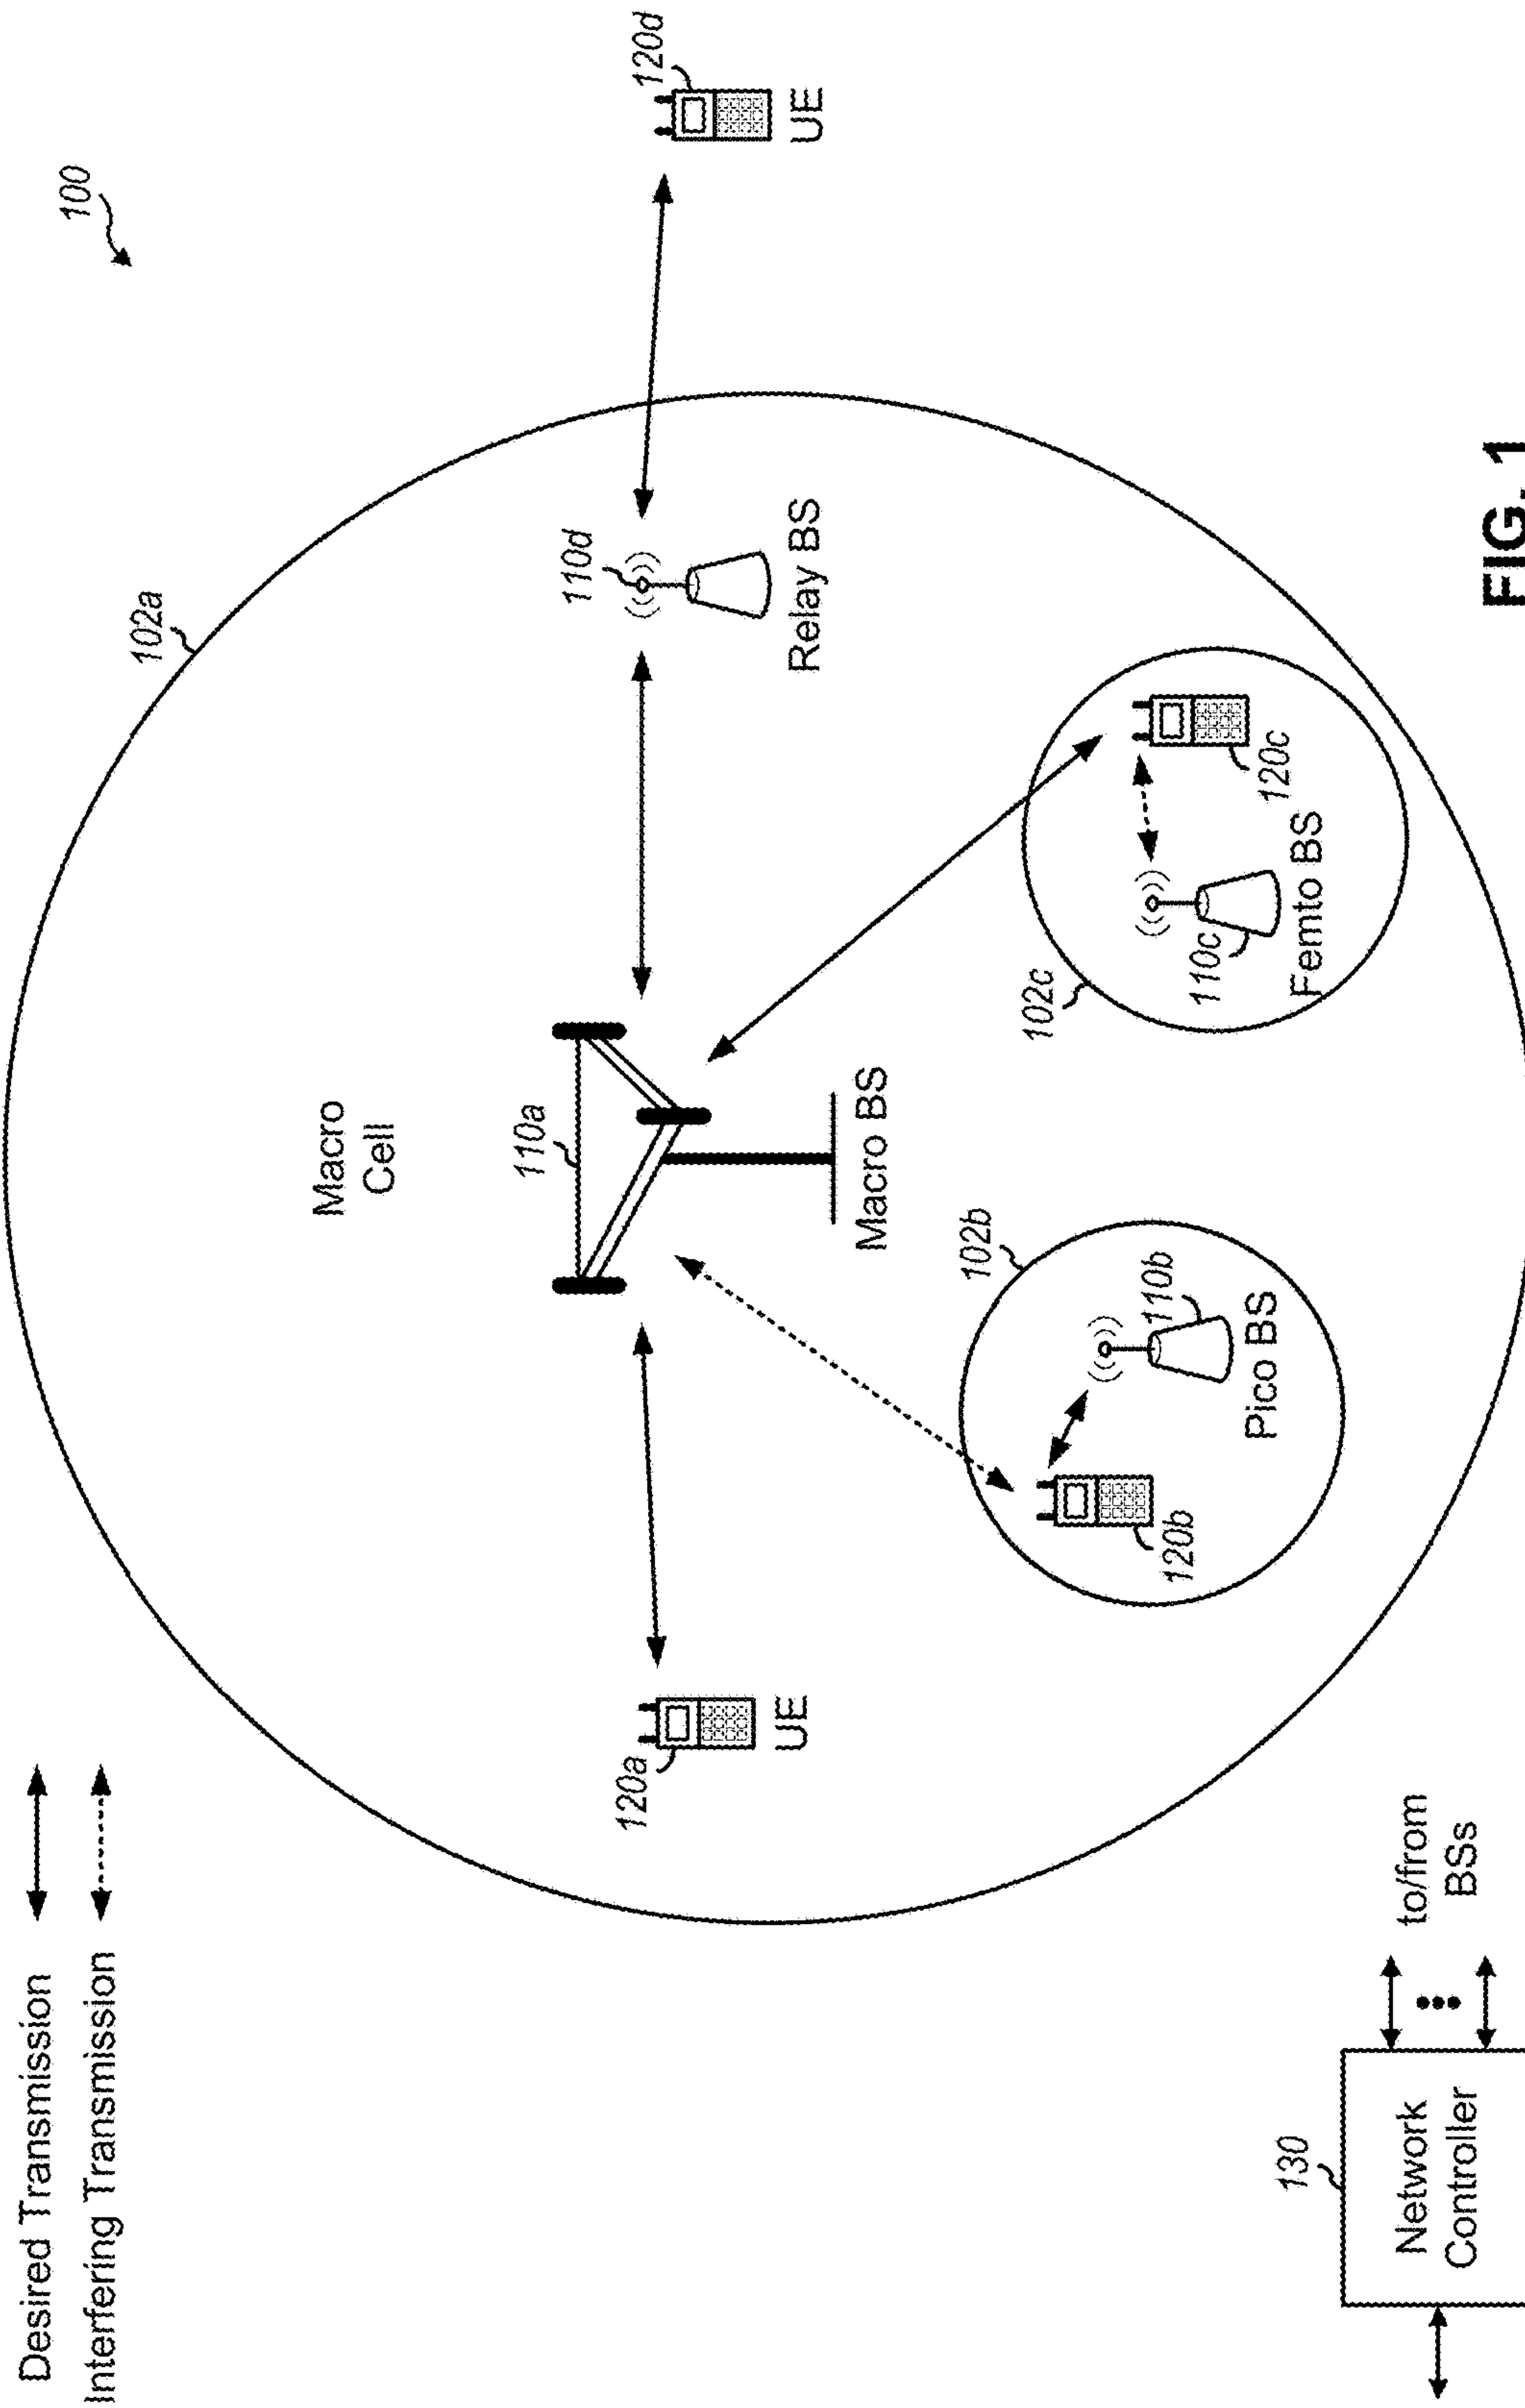 Desired Transmission
Interfering Transmission
100
102a
Macro
Cell
110a
110d
120a
120d
UE
Relay BS
UE
Macro BS
102b
102c
120b
110b
Pico BS
110c
120c
Femto BS
130
Network
Controller
to/from
BSs
FIG. 1